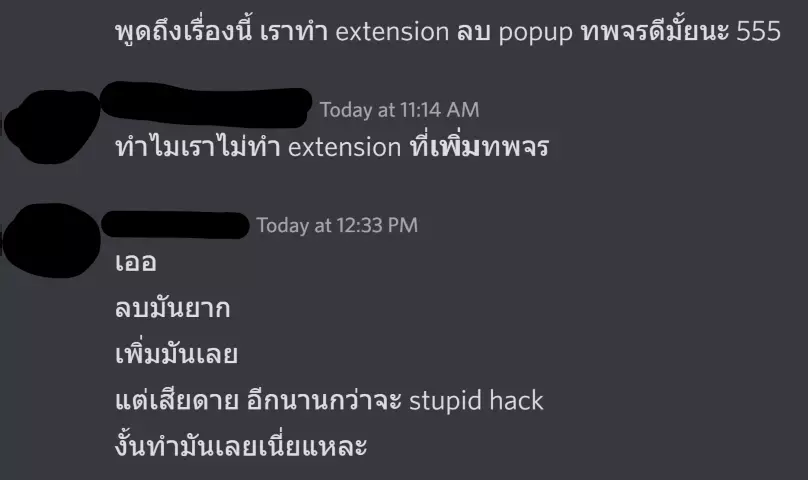 พูดถึงเรื่องนี้ เราทำ extension ลบ popup ทพจรดีมั้ยนะ 555
Today at 11:14 AM
ทำไมเราไม่ทำ extension ที่เพิ่มทพจร
Today at 12:33 PM
เออ
ลบมันยาก
เพิ่มมันเลย
แต่เสียดาย อีกนานกว่าจะ stupid hack
งั้นทำมันเลยเนี่ยแหละ